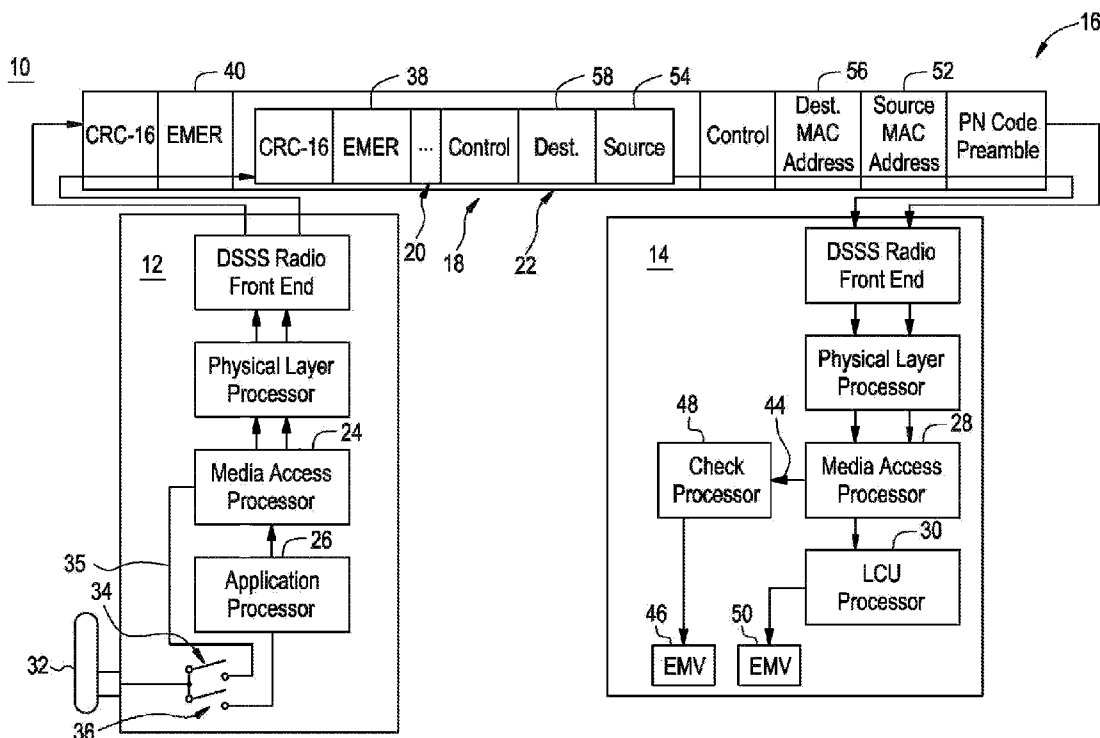 16
10
40
38
58
54
56
52
CRC-16
EMER
CRC-16
EMER
...
Control
Dest.
Source
Control
Dest.
MAC
Address
Source
MAC
Address
PN Code
Preamble
20
18
22
12
DSSS Radio
Front End
Physical Layer
Processor
24
Media Access
Processor
26
Application
Processor
35
34
32
36
14
DSSS Radio
Front End
Physical Layer
Processor
48
44
28
Check
Processor
Media Access
Processor
30
LCU
Processor
46
50
EMV
EMV